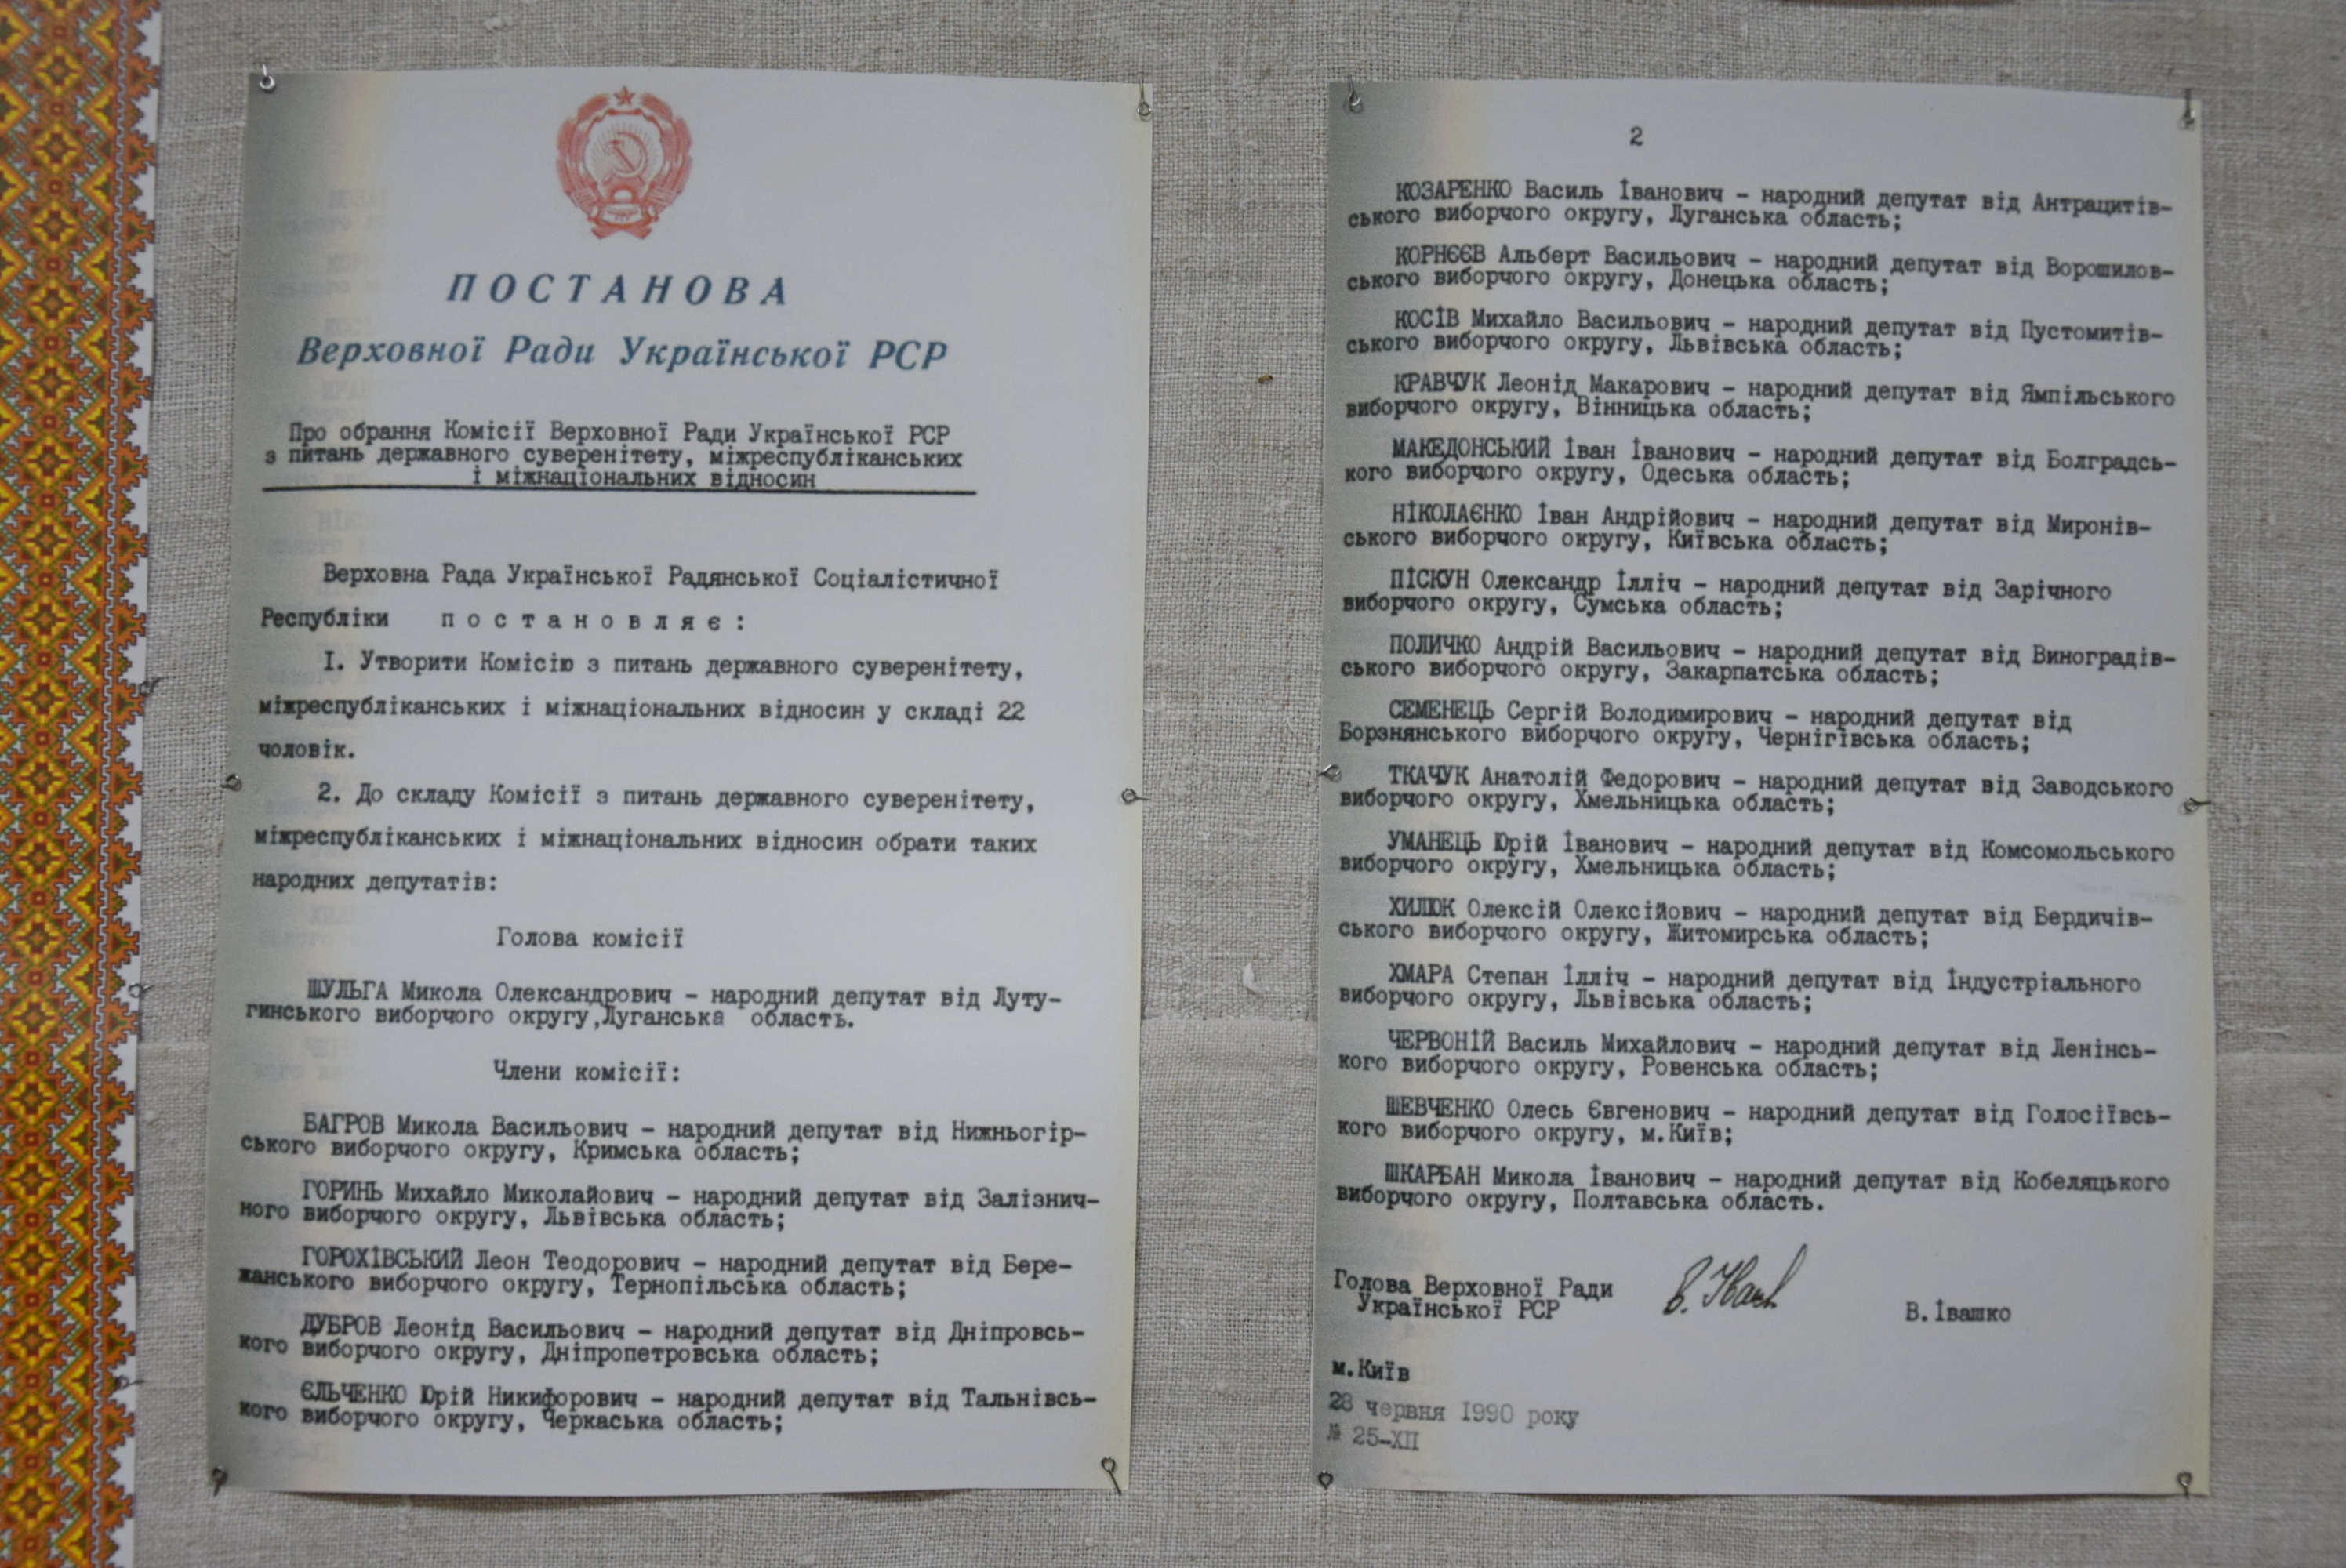 ПОСТАНОВА
Верховної Ради Української РСР
Про обрання Комісії Верховної Ради Української РСР
з питань державного суверенітету, міжреспубліканських
і міжнаціональних відносин
Верховна Рада Української Радянської Соціалістичної
Республіки постановляє:
I. Утворити Комісію з питань державного суверенітету,
міжреспубліканських і міжнаціональних відносин у складі 22
чоловік.
2. До складу Комісії з питань державного суверенітету,
міжреспубліканських і міжнаціональних відносин обрати таких
народних депутатів:
Голова комісії
ШУЛЬГА Микола Олександрович – народний депутат від Луту-
гинського виборчого округу,Луганська область.
Члени комісії:
БАГРОВ Микола Васильович – народний депутат від Нижньогір-
ського виборчого округу, Кримська область;
ГОРИНЬ Михайло Миколайович – народний депутат від Залізнич-
ного виборчого округу, Львівська область;
ГОРОХІВСЬКИЙ Леон Теодорович – народний депутат від Бере-
жанського виборчого округу, Тернопільська область;
ДУБРОВ Леонід Васильович – народний депутат від Дніпровсь-
кого виборчого округу, Дніпропетровська область;
ЄЛЬЧЕНКО Юрій Никифорович – народний депутат від Тальнівсь-
кого виборчого округу, Черкаська область;
2
КОЗАРЕНКО Василь Іванович – народний депутат від Антрацитів-
ського виборчого округу, Луганська область;
КОРНЄЄВ Альберт Васильович – народний депутат від Ворошилов-
ського виборчого округу, Донецька область;
КОСІВ Михайло Васильович – народний депутат від Пустомитів-
ського виборчого округу, Львівська область;
КРАВЧУК Леонід Макарович – народний депутат від Ямпільського
виборчого округу, Вінницька область;
МАКЕДОНСЬКИЙ Іван Іванович – народний депутат від Болградсь-
кого виборчого округу, Одеська область;
НІКОЛАЄНКО Іван Андрійович – народний депутат від Миронів-
ського виборчого округу, Київська область;
ПІСКУН Олександр Ілліч – народний депутат від Зарічного
виборчого округу, Сумська область;
ПОЛИЧКО Андрій Васильович – народний депутат від Виноградів-
ського виборчого округу, Закарпатська область;
СЕМЕНЕЦЬ Сергій Володимирович – народний депутат від
Борзнянського виборчого округу, Чернігівська область;
ТКАЧУК Анатолій Федорович – народний депутат від Заводського
виборчого округу, Хмельницька область;
УМАНЕЦЬ Юрій Іванович – народний депутат від Комсомольського
виборчого округу, Хмельницька область;
ХИЛЮК Олексій Олексійович – народний депутат від Бердичів-
ського виборчого округу, Житомирська область;
ХМАРА Степан Ілліч – народний депутат від Індустріального
виборчого округу, Львівська область;
ЧЕРВОНІЙ Василь Михайлович – народний депутат від Ленінсь-
кого виборчого округу, Ровенська область;
ШЕВЧЕНКО Олесь Євгенович – народний депутат від Голосіївсь-
кого виборчого округу, м.Київ;
ШКАРБАН Микола Іванович – народний депутат від Кобеляцького
виборчого округу, Полтавська область.
Голова Верховної Ради
Української РСР В.Івашко
м.Київ
28 червня 1990 року
№ 25-XII